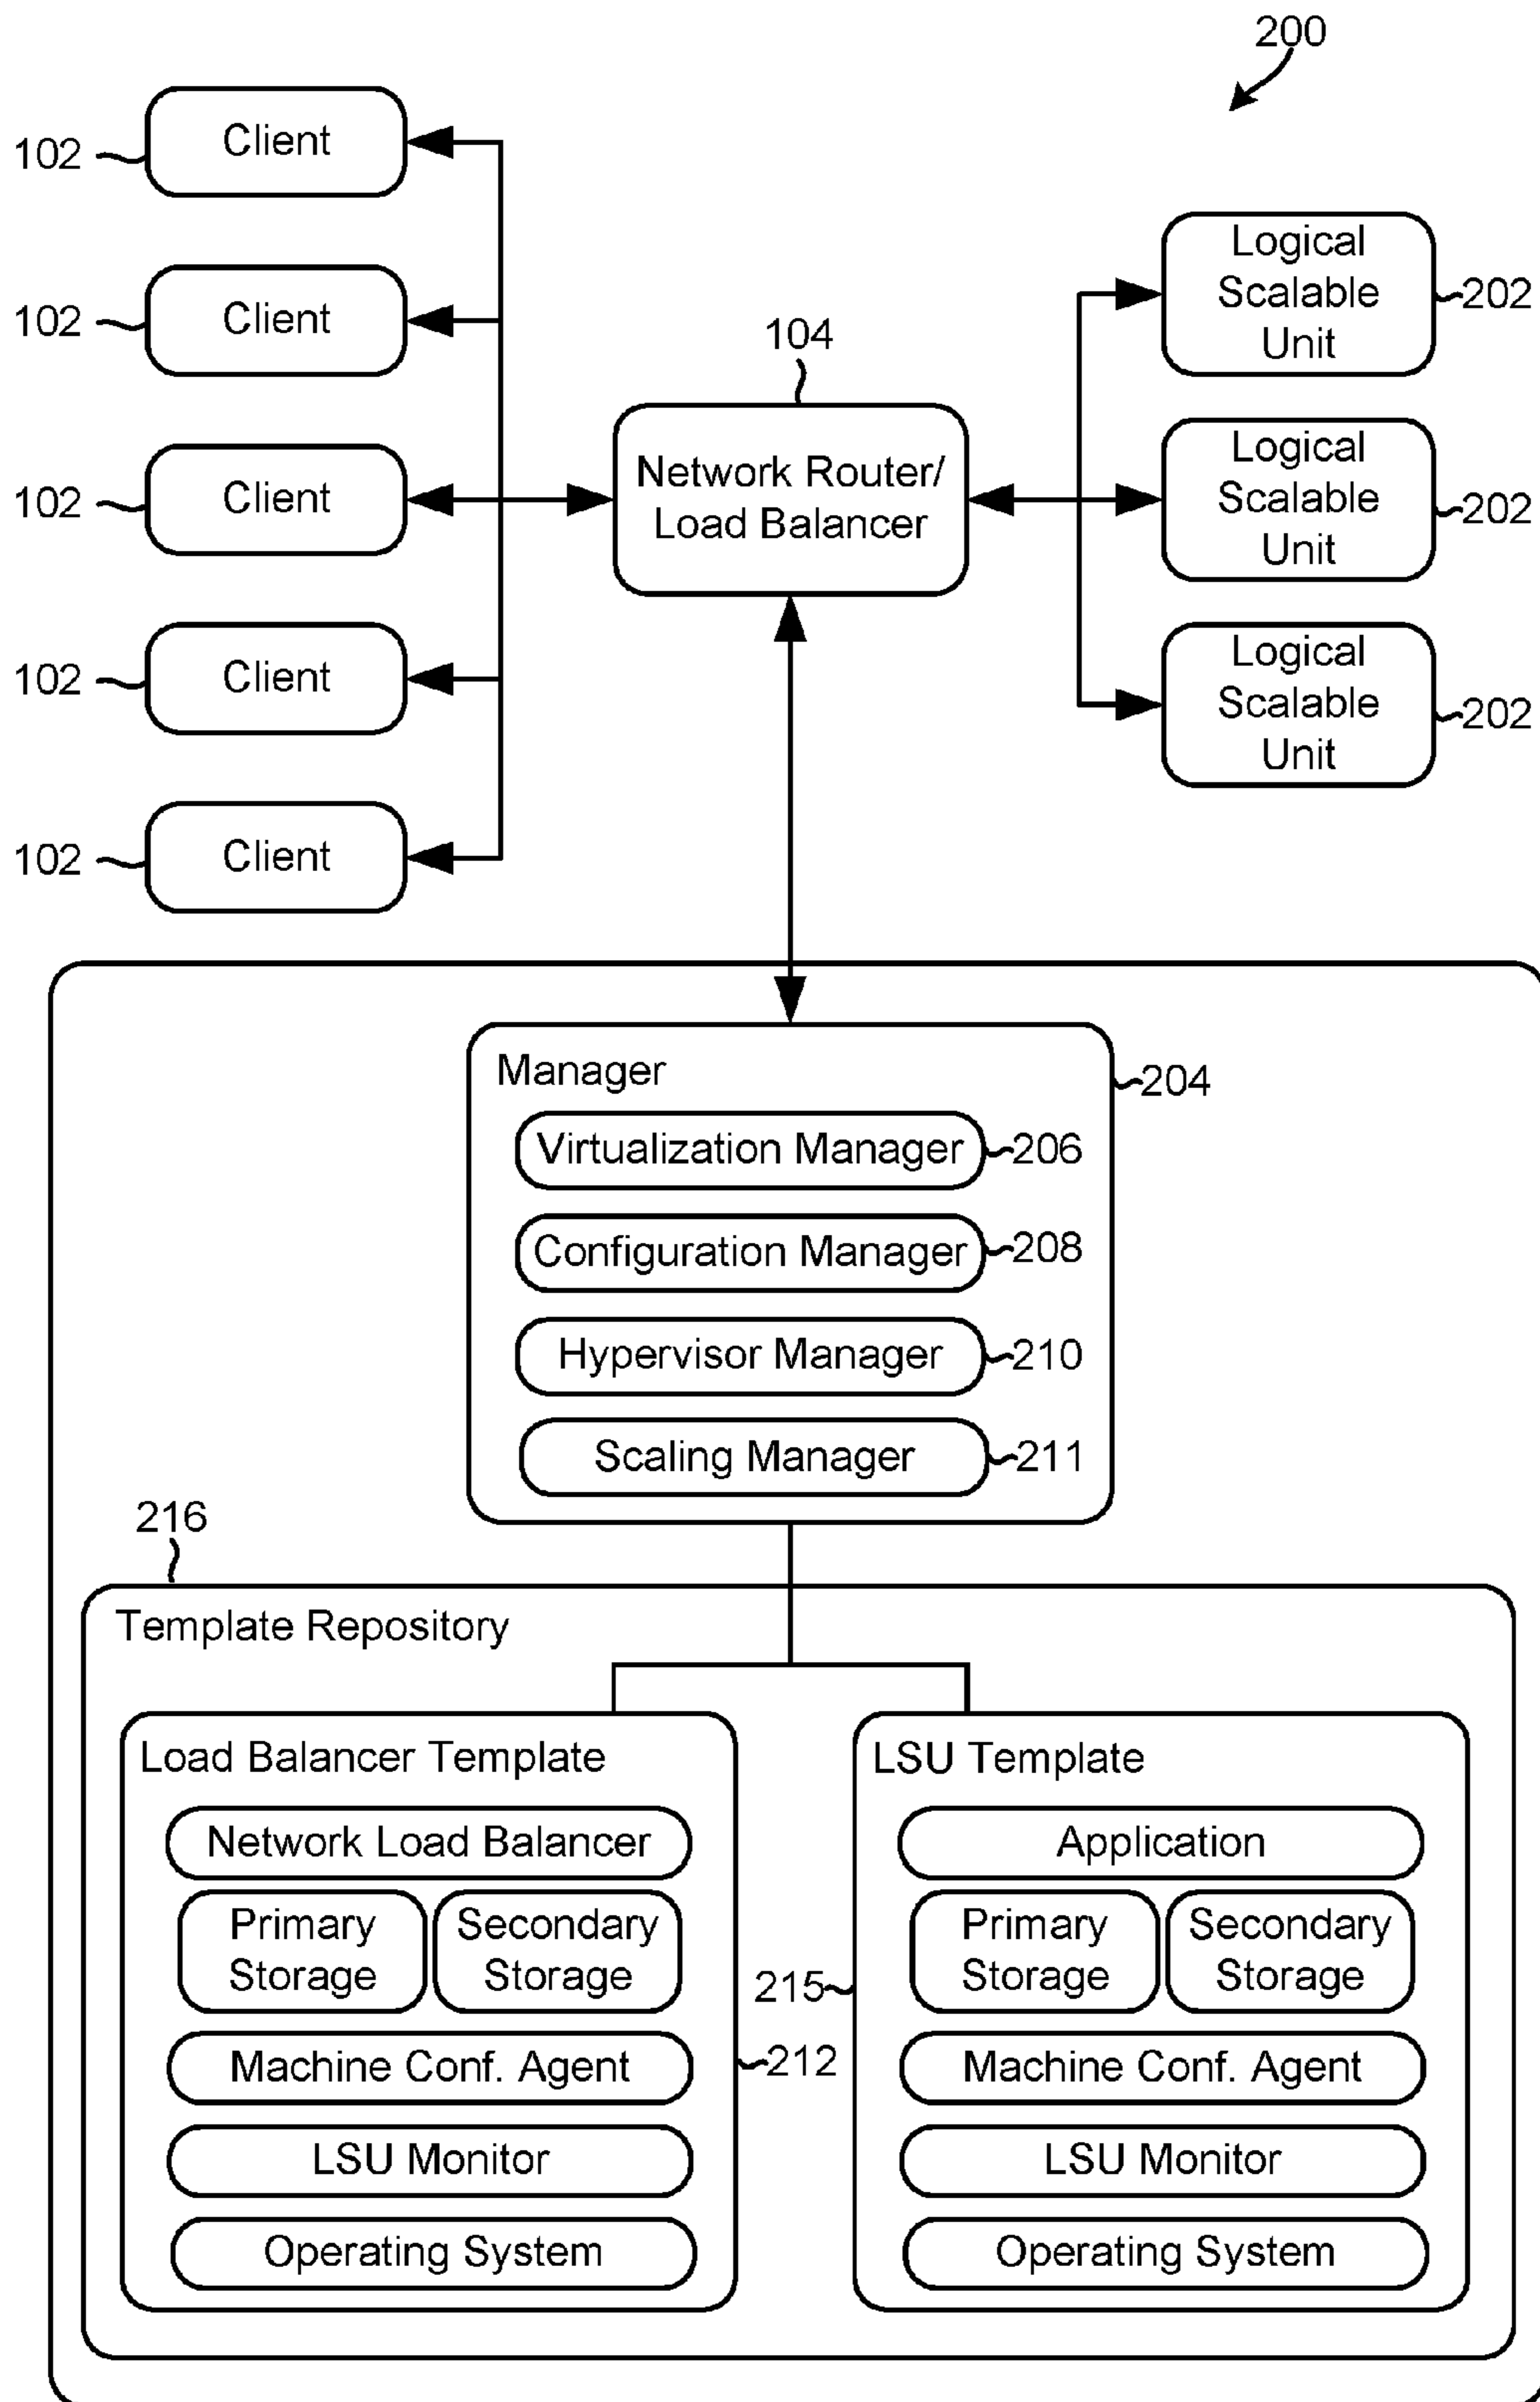 200
102
Client
102
Client
102
Client
102
Client
102
Client
104
Network Router/
Load Balancer
Logical
Scalable
Unit
202
Logical
Scalable
Unit
202
Logical
Scalable
Unit
202
Manager
204
Virtualization Manager
206
Configuration Manager
208
Hypervisor Manager
210
Scaling Manager
211
216
Template Repository
Load Balancer Template
Network Load Balancer
Primary
Storage
Secondary
Storage
Machine Conf. Agent
LSU Monitor
Operating System
212
LSU Template
Application
Primary
Storage
Secondary
Storage
215
Machine Conf. Agent
LSU Monitor
Operating System